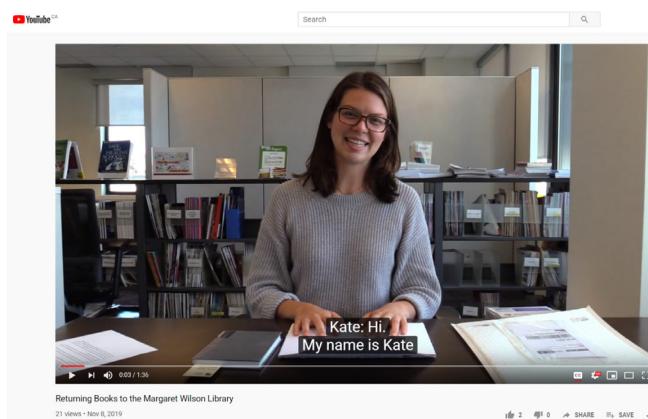 YouTube CA
Search
Kate: Hi.
My name is Kate
0:03 / 1:36
Returning Books to the Margaret Wilson Library
21 views • Nov 8, 2019
2
0
SHARE
SAVE